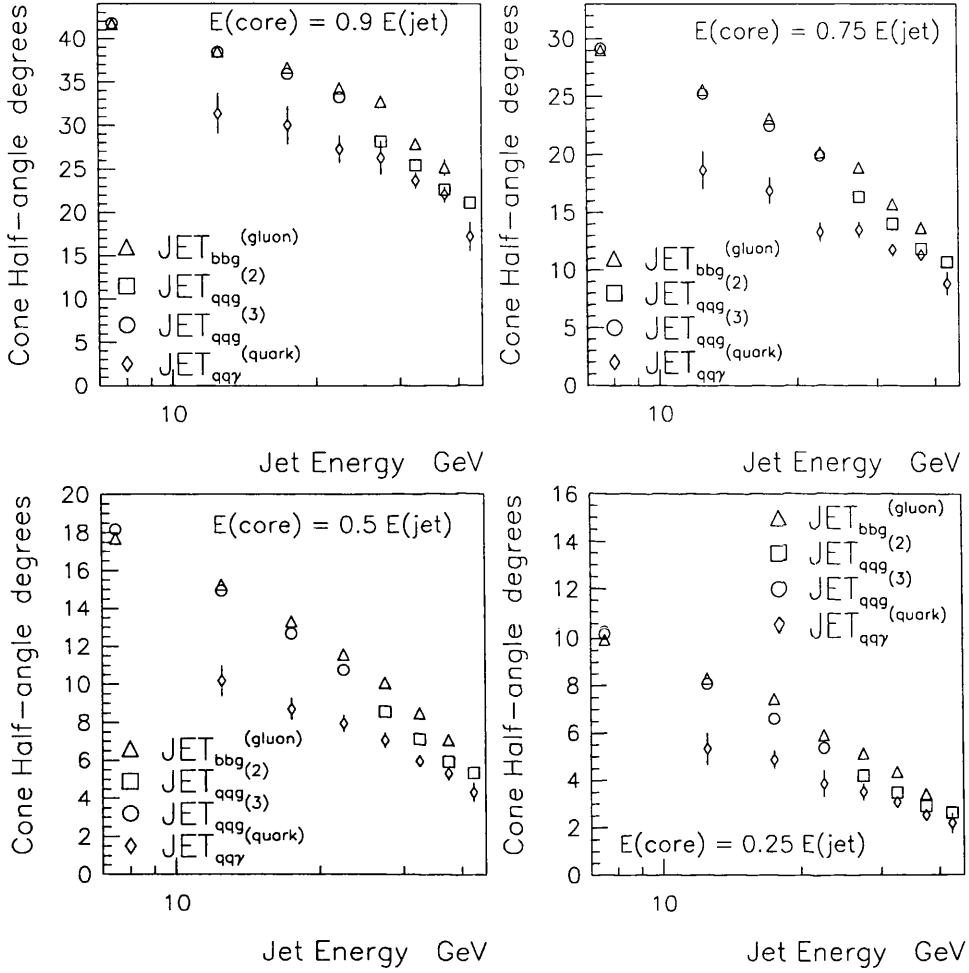 E(core) = 0.9 E(jet)
Cone Half-angle degrees
40
35
30
25
20
15
10
5
0
JET_bbg^(gluon)
JET_qqg^(2)
JET_qqg^(3)
JET_qqγ^(quark)
10
Jet Energy GeV
E(core) = 0.75 E(jet)
Cone Half-angle degrees
30
25
20
15
10
5
0
JET_bbg^(gluon)
JET_qqg^(2)
JET_qqg^(3)
JET_qqγ^(quark)
10
Jet Energy GeV
E(core) = 0.5 E(jet)
Cone Half-angle degrees
20
18
16
14
12
10
8
6
4
2
0
JET_bbg^(gluon)
JET_qqg^(2)
JET_qqg^(3)
JET_qqγ^(quark)
10
Jet Energy GeV
Cone Half-angle degrees
16
14
12
10
8
6
4
2
0
JET_bbg^(gluon)
JET_qqg^(2)
JET_qqg^(3)
JET_qqγ^(quark)
E(core) = 0.25 E(jet)
10
Jet Energy GeV